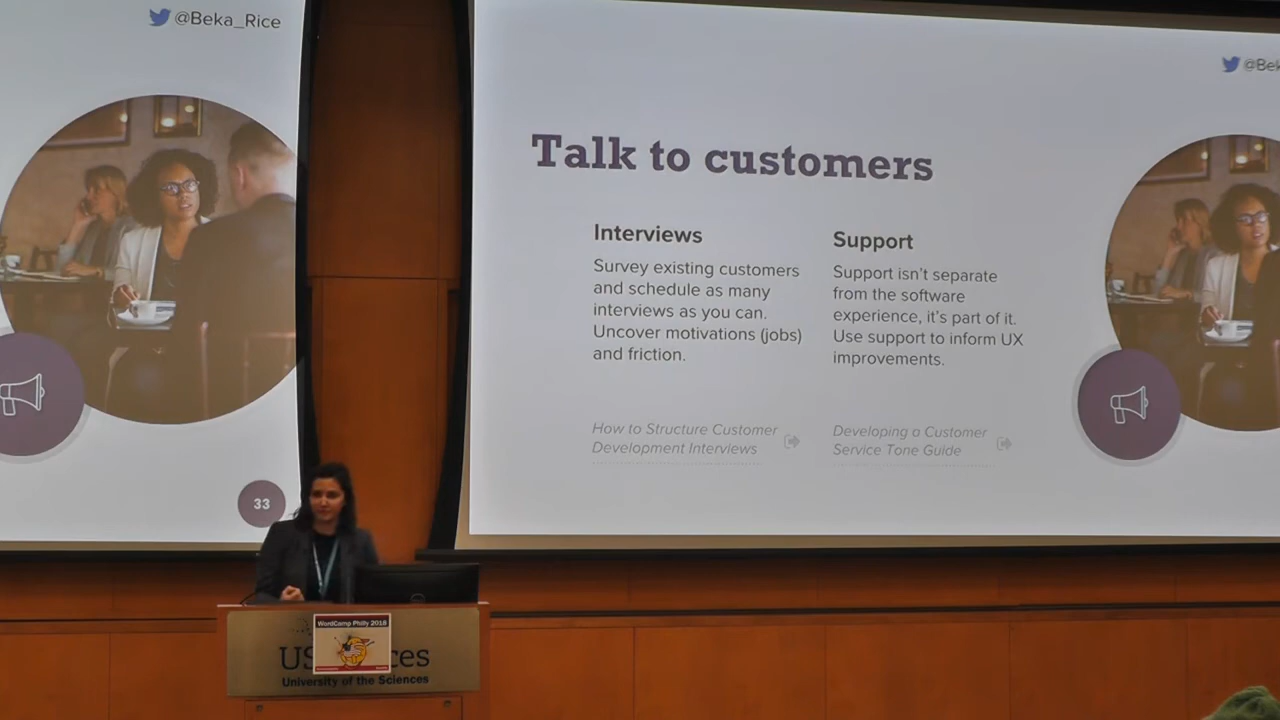 @Beka_Rice
33
@Bek
Talk to customers
Interviews
Survey existing customers
and schedule as many
interviews as you can.
Uncover motivations (jobs)
and friction.
How to Structure Customer
Development Interviews
Support
Support isn't separate
from the software
experience, it's part of it.
Use support to inform UX
improvements.
Developing a Customer
Service Tone Guide
WordCamp Philly 2018
University of the Sciences